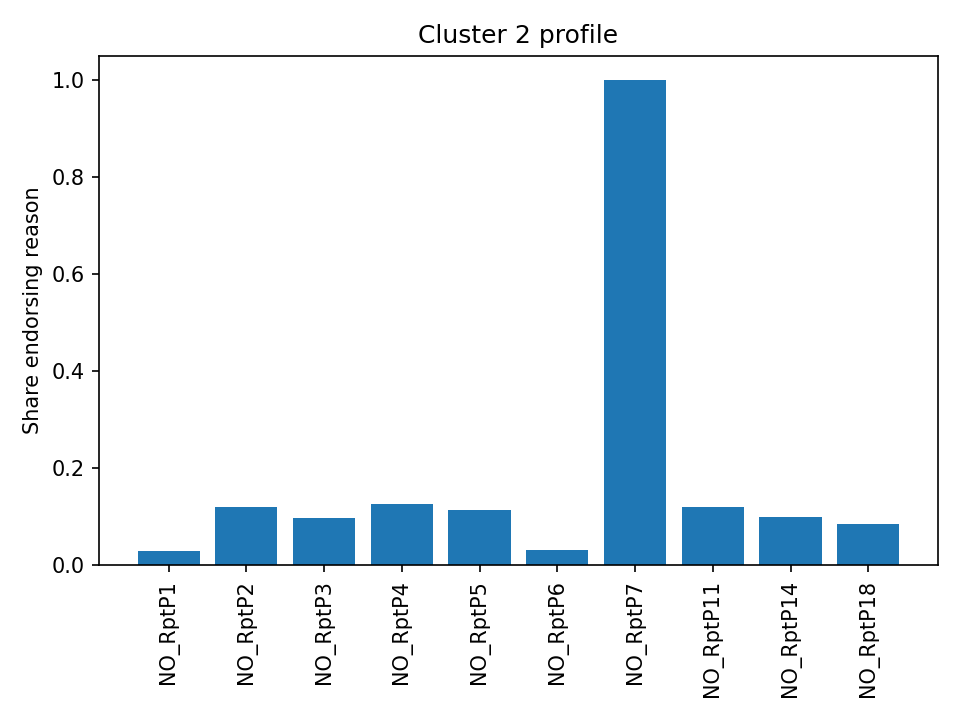 Cluster 2 profile
Share endorsing reason
1.0
0.8
0.6
0.4
0.2
0.0
NO_RptP1
NO_RptP2
NO_RptP3
NO_RptP4
NO_RptP5
NO_RptP6
NO_RptP7
NO_RptP11
NO_RptP14
NO_RptP18